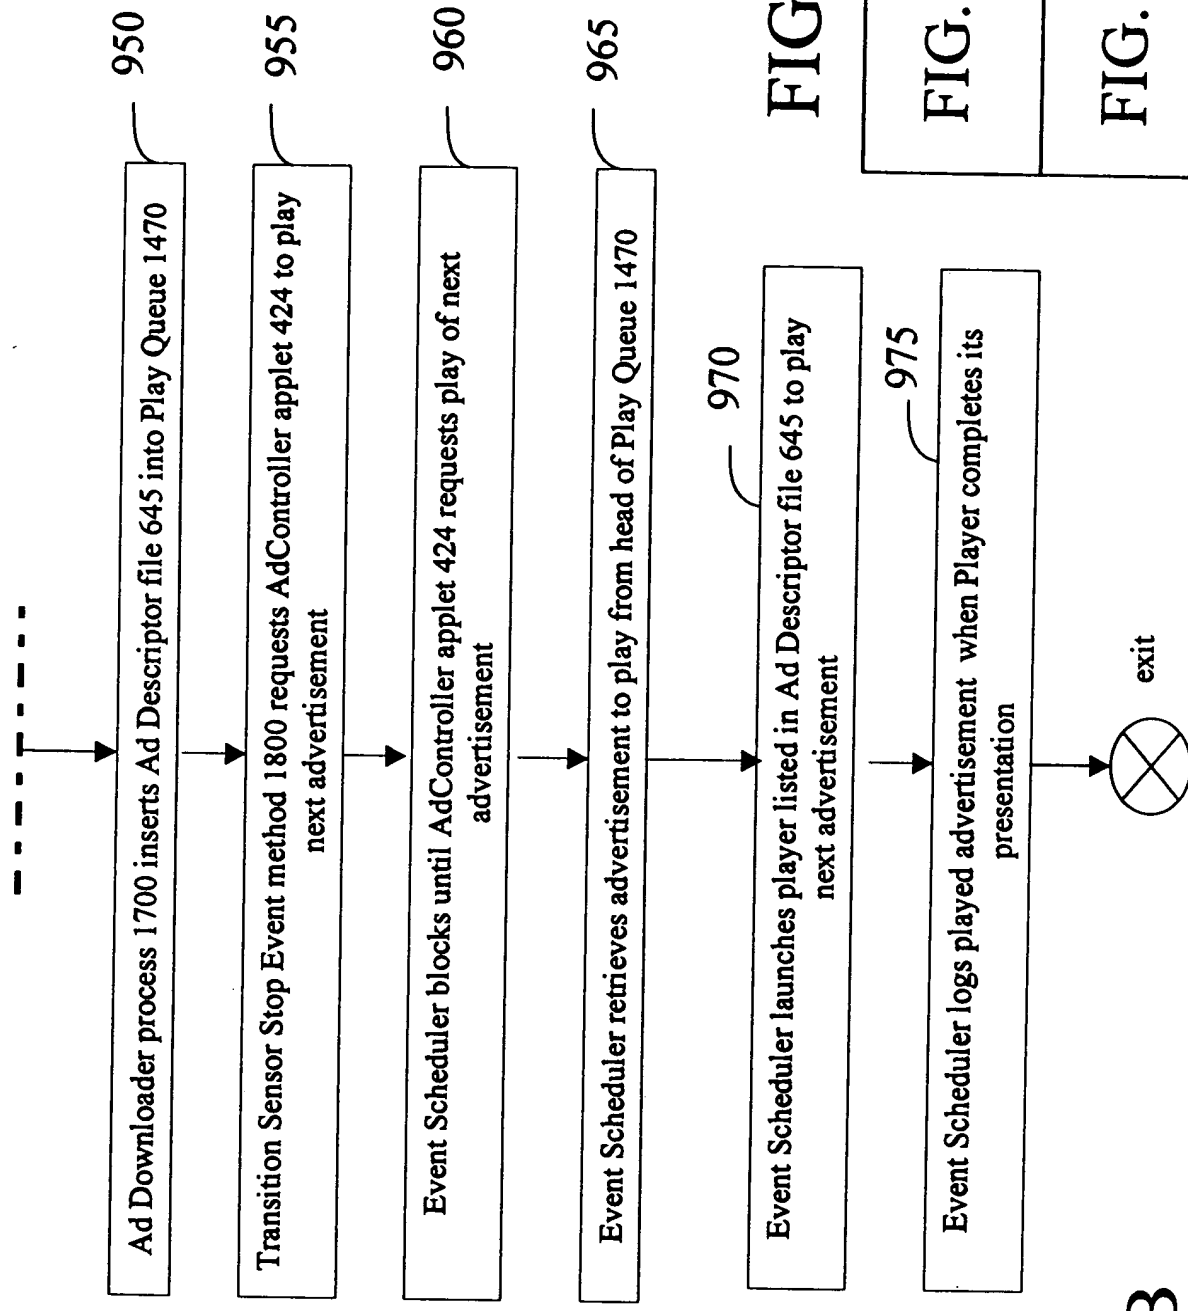 950
Ad Downloader process 1700 inserts Ad Descriptor file 645 into Play Queue 1470
955
Transition Sensor Stop Event method 1800 requests AdController applet 424 to play
next advertisement
960
Event Scheduler blocks until AdController applet 424 requests play of next
advertisement
965
Event Scheduler retrieves advertisement to play from head of Play Queue 1470
970
Event Scheduler launches player listed in Ad Descriptor file 645 to play
next advertisement
975
Event Scheduler logs played advertisement when Player completes its
presentation
exit
FIG
FIG.
FIG.